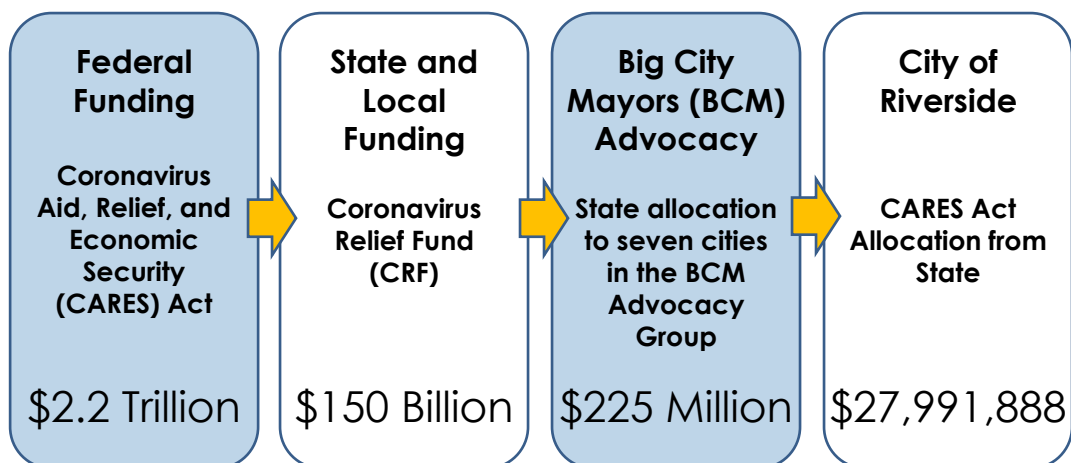 Federal
Funding
Coronavirus
Aid, Relief, and
Economic
Security
(CARES) Act
$2.2 Trillion
State and
Local
Funding
Coronavirus
Relief Fund
(CRF)
$150 Billion
Big City
Mayors (BCM)
Advocacy
State allocation
to seven cities
in the BCM
Advocacy
Group
$225 Million
City of
Riverside
CARES Act
Allocation from
State
$27,991,888